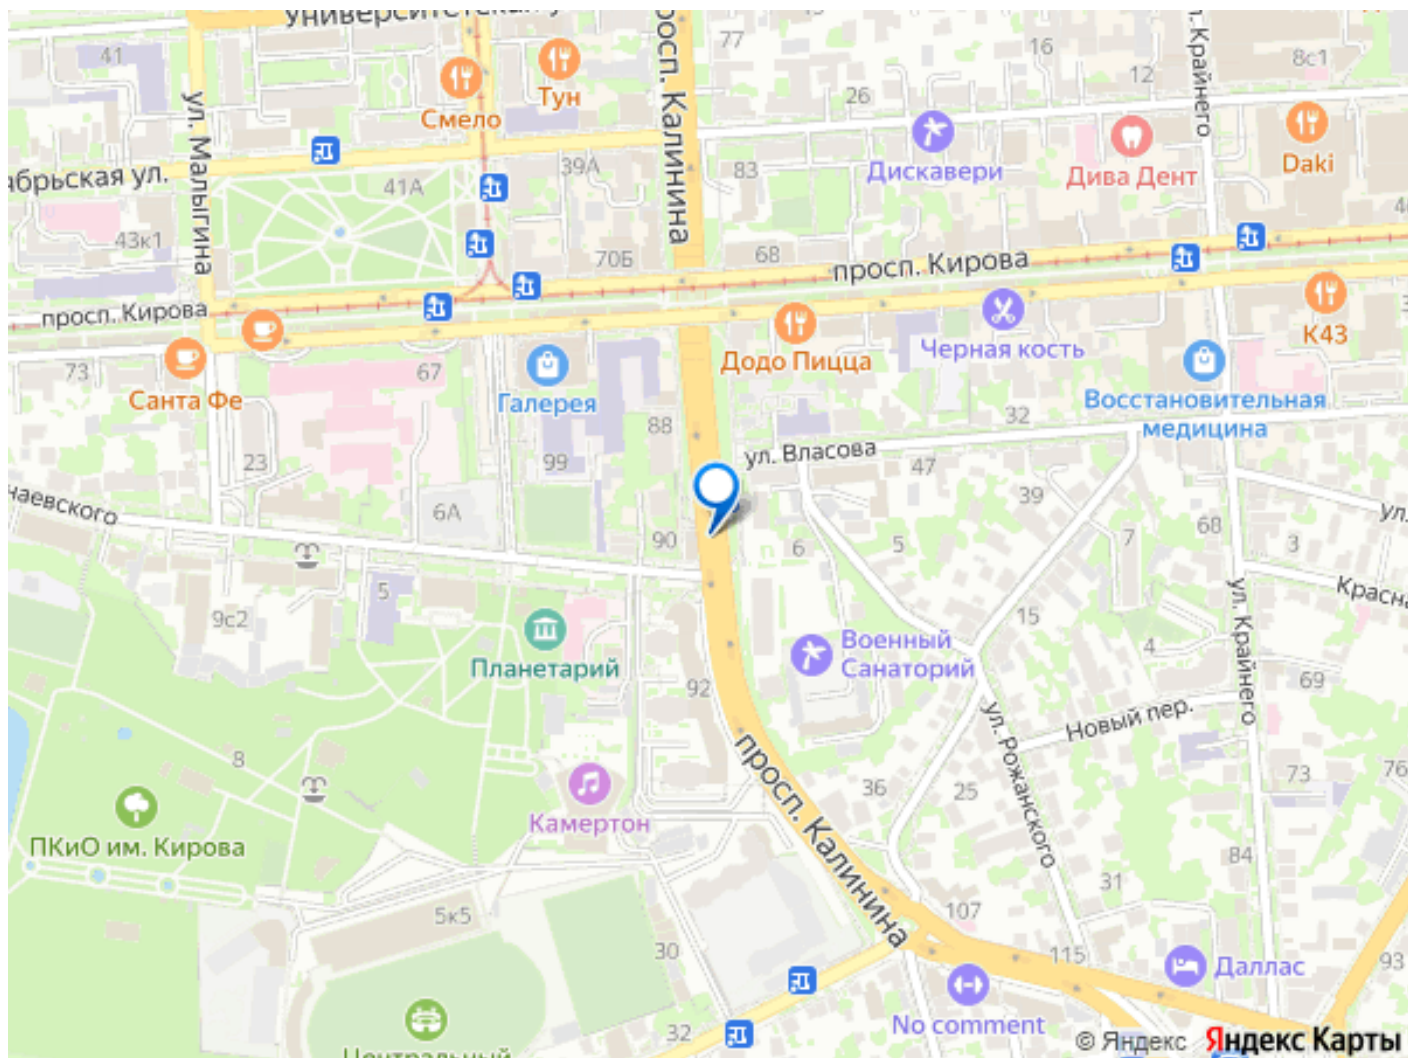 41
ул. Малыгина
Смело
Тун
просп. Калинина
77
16
12
8с1
ул. Крайнего
26
Дискавери
Дива Дент
Daki
41А
39А
83
43к1
70Б
68
просп. Кирова
просп. Кирова
73
Санта Фе
67
Галерея
Додо Пицца
Черная кость
К43
Восстановительная
медицина
88
32
ул. Власова
23
99
47
39
6А
90
6
5
68
7
3
ул.
5
9с2
15
Планетарий
Военный
Санаторий
4
69
92
ул. Крайнего
Новый пер.
ул. Рожанского
8
просп. Калинина
36
25
73
76
ПКиО им. Кирова
Камертон
84
31
5к5
107
30
115
Даллас
93
32
No comment
Центральный
© Яндекс Яндекс Карты